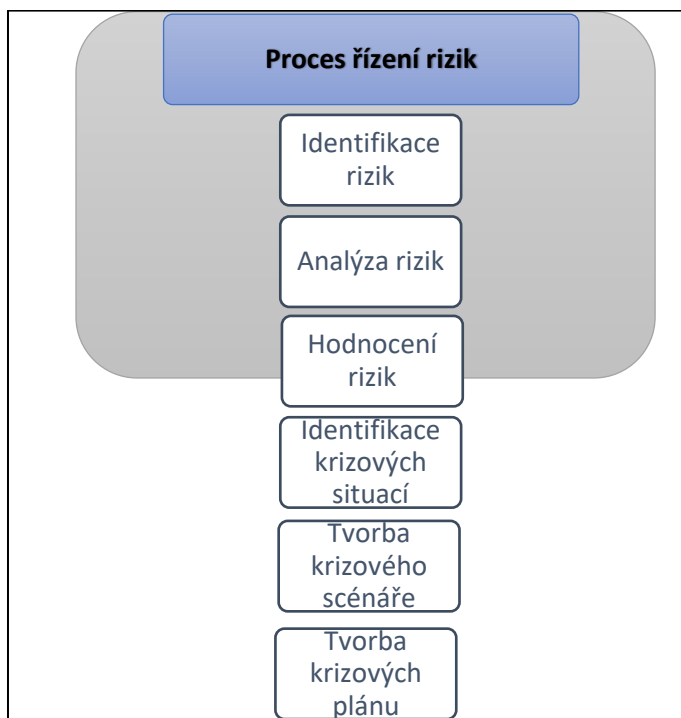 Proces řízení rizik
Identifikace
rizik
Analýza rizik
Hodnocení
rizik
Identifikace
krizových
situací
Tvorba
krizového
scénáře
Tvorba
krizových
plánu